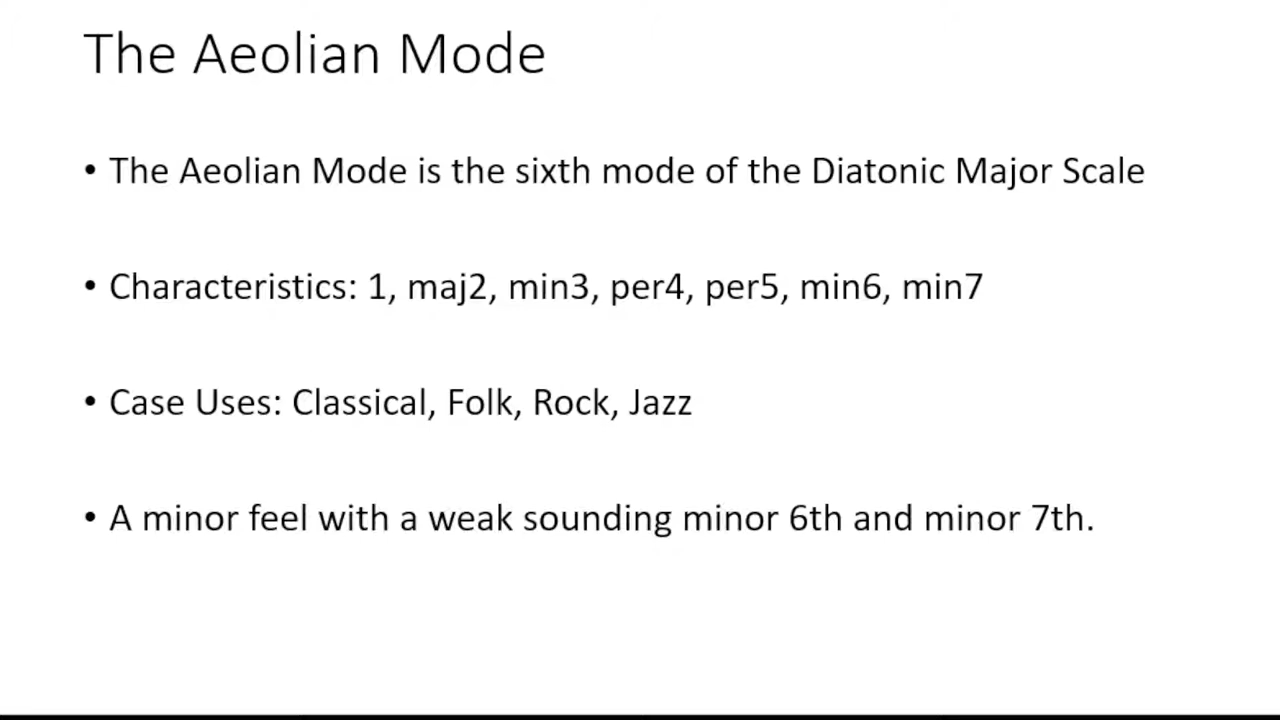 The Aeolian Mode
• The Aeolian Mode is the sixth mode of the Diatonic Major Scale
• Characteristics: 1, maj2, min3, per4, per5, min6, min7
• Case Uses: Classical, Folk, Rock, Jazz
• A minor feel with a weak sounding minor 6th and minor 7th.